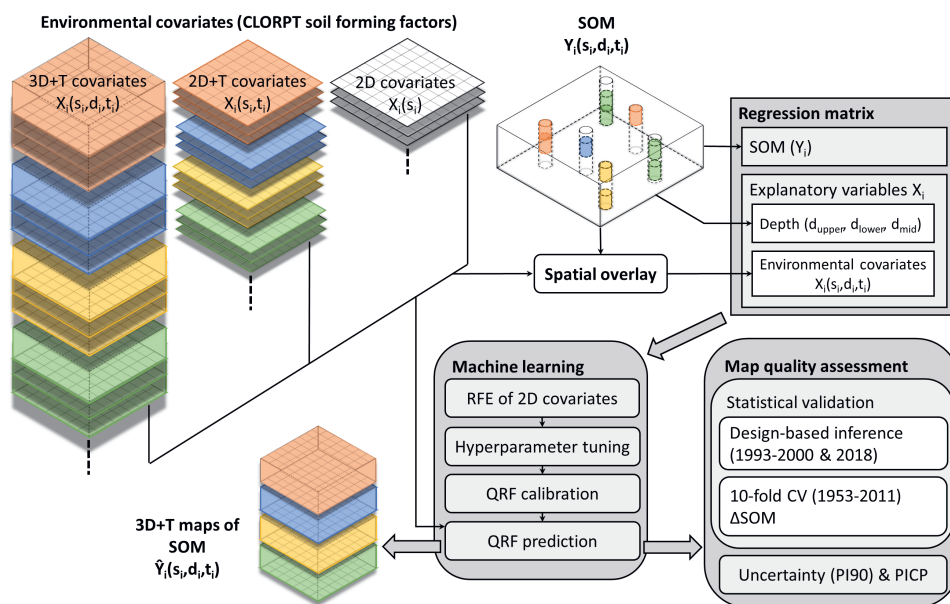 Environmental covariates (CLORPT soil forming factors)
3D+T covariates
Xᵢ(sᵢ,dᵢ,tᵢ)
2D+T covariates
Xᵢ(sᵢ,tᵢ)
2D covariates
Xᵢ(sᵢ)
SOM
Yᵢ(sᵢ,dᵢ,tᵢ)
Regression matrix
SOM (Yᵢ)
Explanatory variables Xᵢ
Depth (d_upper, d_lower, d_mid)
Environmental covariates
Xᵢ(sᵢ,dᵢ,tᵢ)
Spatial overlay
Machine learning
RFE of 2D covariates
Hyperparameter tuning
QRF calibration
QRF prediction
Map quality assessment
Statistical validation
Design-based inference
(1993-2000 & 2018)
10-fold CV (1953-2011)
ΔSOM
Uncertainty (PI90) & PICP
3D+T maps of
SOM
Ŷᵢ(sᵢ,dᵢ,tᵢ)